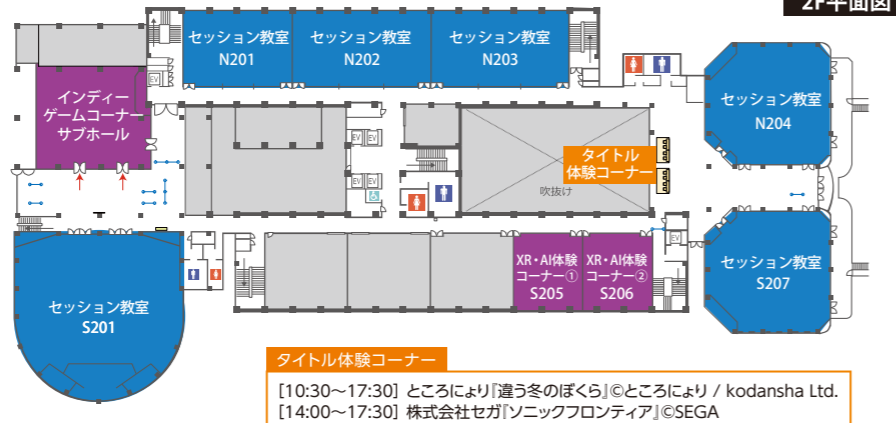 2F平面図
セッション教室
N201
セッション教室
N202
セッション教室
N203
EV
インディー
ゲームコーナー
サブホール
セッション教室
N204
EV
EV
タイトル
体験コーナー
吹抜け
EV
EV
EV
XR・AI体験
コーナー①
S205
XR・AI体験
コーナー②
S206
セッション教室
S207
セッション教室
S201
タイトル体験コーナー
[10:30～17:30] ところにょり『違う冬のぼくら』©ところにょり / kodansha Ltd.
[14:00～17:30] 株式会社セガ『ソニックフロンティア』©SEGA